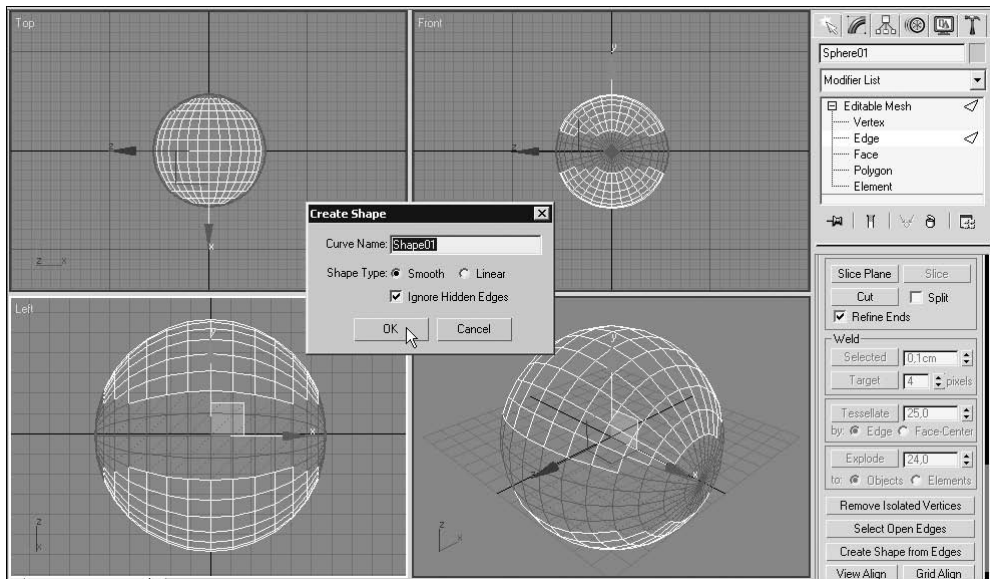 Top
Front
y
z
z
x
z x
Left
y
x
z
x
y
x
z
x
Create Shape
Curve Name: Shape01
Shape Type: Smooth Linear
Ignore Hidden Edges
OK Cancel
Sphere01
Modifier List
Editable Mesh
Vertex
Edge
Face
Polygon
Element
Slice Plane Slice
Cut Split
Refine Ends
Weld
Selected 0,1cm
Target 4 pixels
Tessellate 25,0
by: Edge Face-Center
Explode 24,0
to: Objects Elements
Remove Isolated Vertices
Select Open Edges
Create Shape from Edges
View Align Grid Align